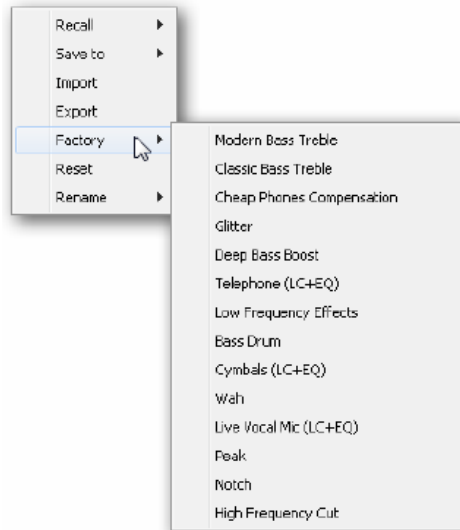 Recall
Save to
Import
Export
Factory
Reset
Rename
Modern Bass Treble
Classic Bass Treble
Cheap Phones Compensation
Glitter
Deep Bass Boost
Telephone (LC+EQ)
Low Frequency Effects
Bass Drum
Cymbals (LC+EQ)
Wah
Live Vocal Mic (LC+EQ)
Peak
Notch
High Frequency Cut